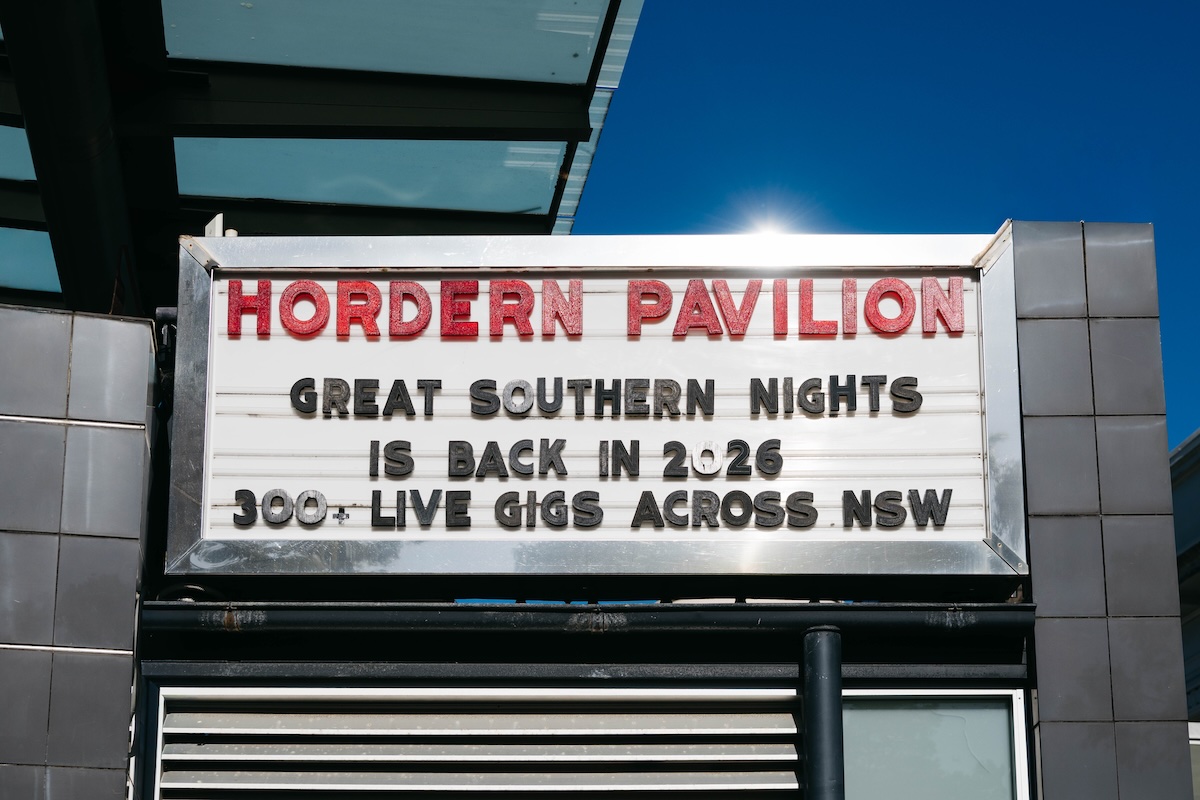 HORDERN PAVILION
GREAT SOUTHERN NIGHTS
IS BACK IN 2026
300+ LIVE GIGS ACROSS NSW